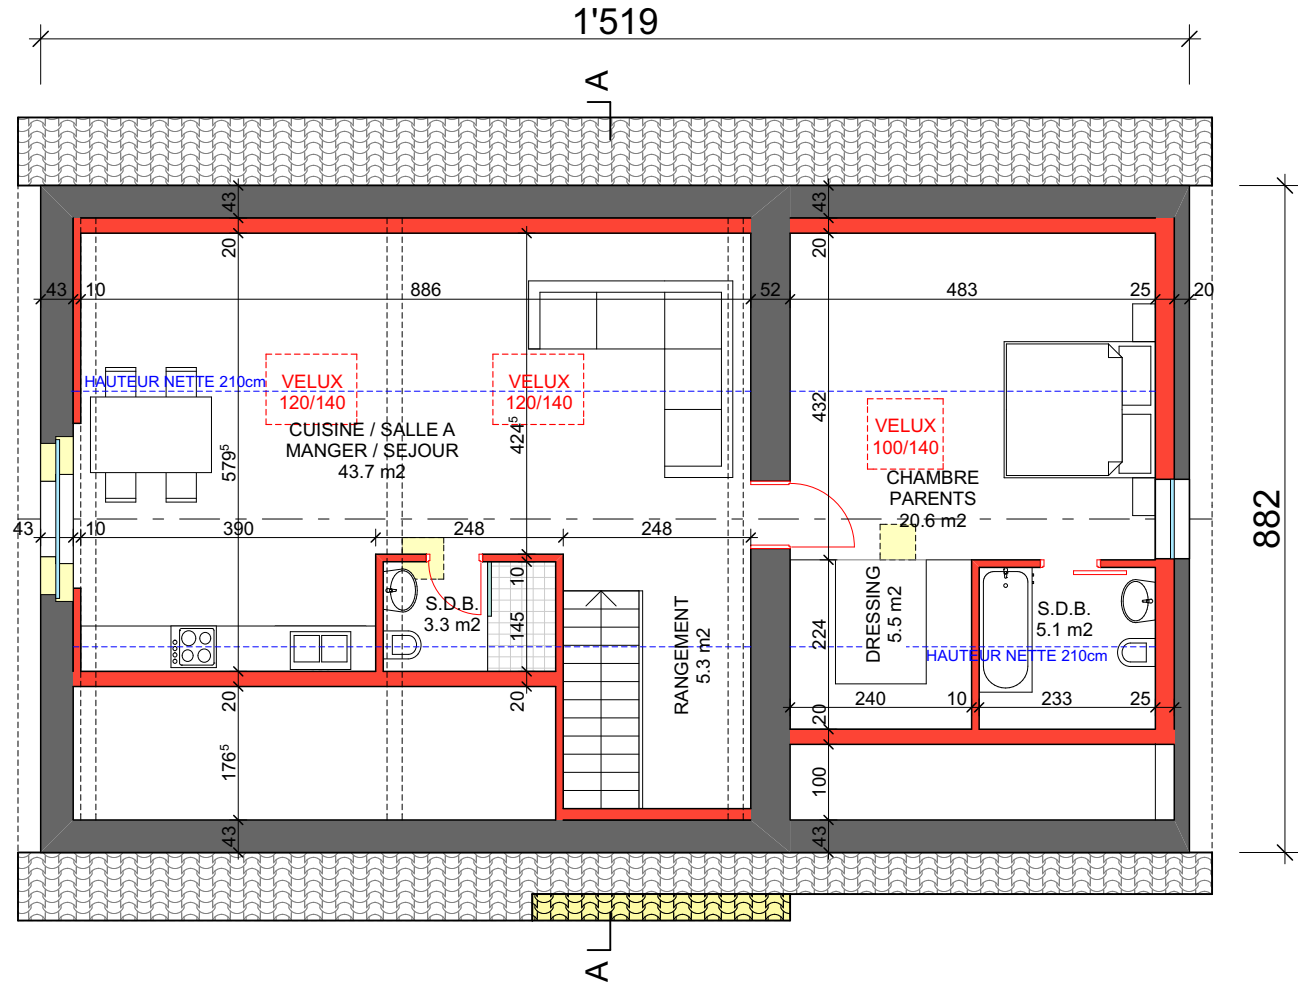 1'519
A
43
43
20
20
43
10
886
52
483
25
20
HAUTEUR NETTE 210cm
VELUX
120/140
VELUX
120/140
VELUX
100/140
432
424⁵
579⁵
CUISINE / SALLE A
MANGER / SEJOUR
43.7 m2
CHAMBRE
PARENTS
20.6 m2
882
43
10
390
248
248
10
S.D.B.
3.3 m2
145
RANGEMENT
5.3 m2
DRESSING
5.5 m2
224
S.D.B.
5.1 m2
HAUTEUR NETTE 210cm
20
20
240
10
233
25
20
176⁵
100
43
43
A